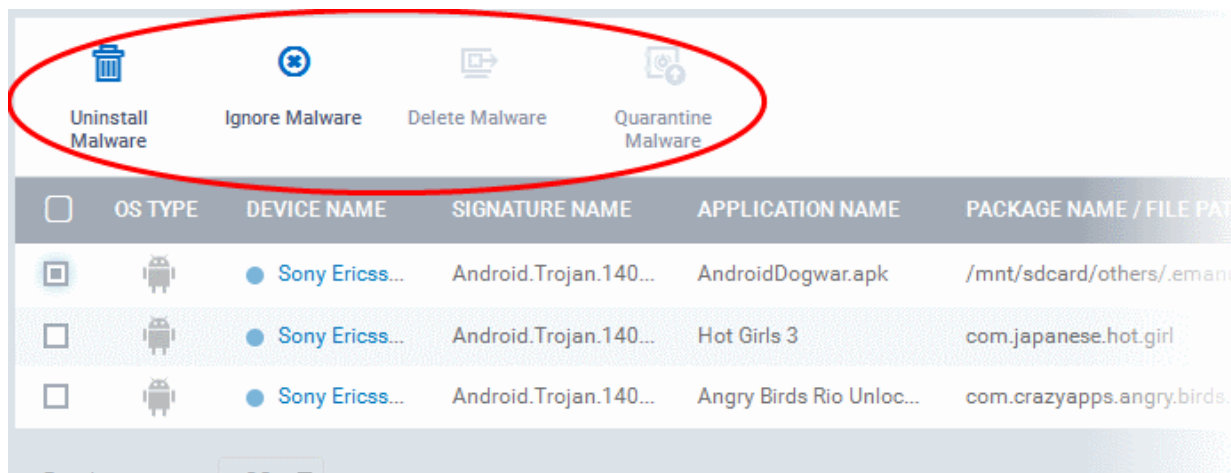 Uninstall Malware
Ignore Malware
Delete Malware
Quarantine Malware
OS TYPE DEVICE NAME SIGNATURE NAME APPLICATION NAME PACKAGE NAME / FILE PAT
Sony Ericss... Android.Trojan.140... AndroidDogwar.apk /mnt/sdcard/others/.eman
Sony Ericss... Android.Trojan.140... Hot Girls 3 com.japanese.hot.girl
Sony Ericss... Android.Trojan.140... Angry Birds Rio Unloc... com.crazyapps.angry.birds.